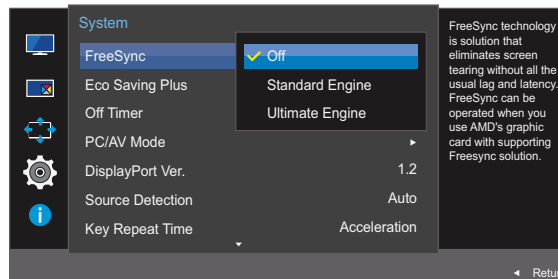 System
FreeSync
Off
Eco Saving Plus
Standard Engine
Off Timer
Ultimate Engine
PC/AV Mode
DisplayPort Ver.
1.2
Source Detection
Auto
Key Repeat Time
Acceleration
FreeSync technology
is solution that
eliminates screen
tearing without all the
usual lag and latency.
FreeSync can be
operated when you
use AMD's graphic
card with supporting
Freesync solution.